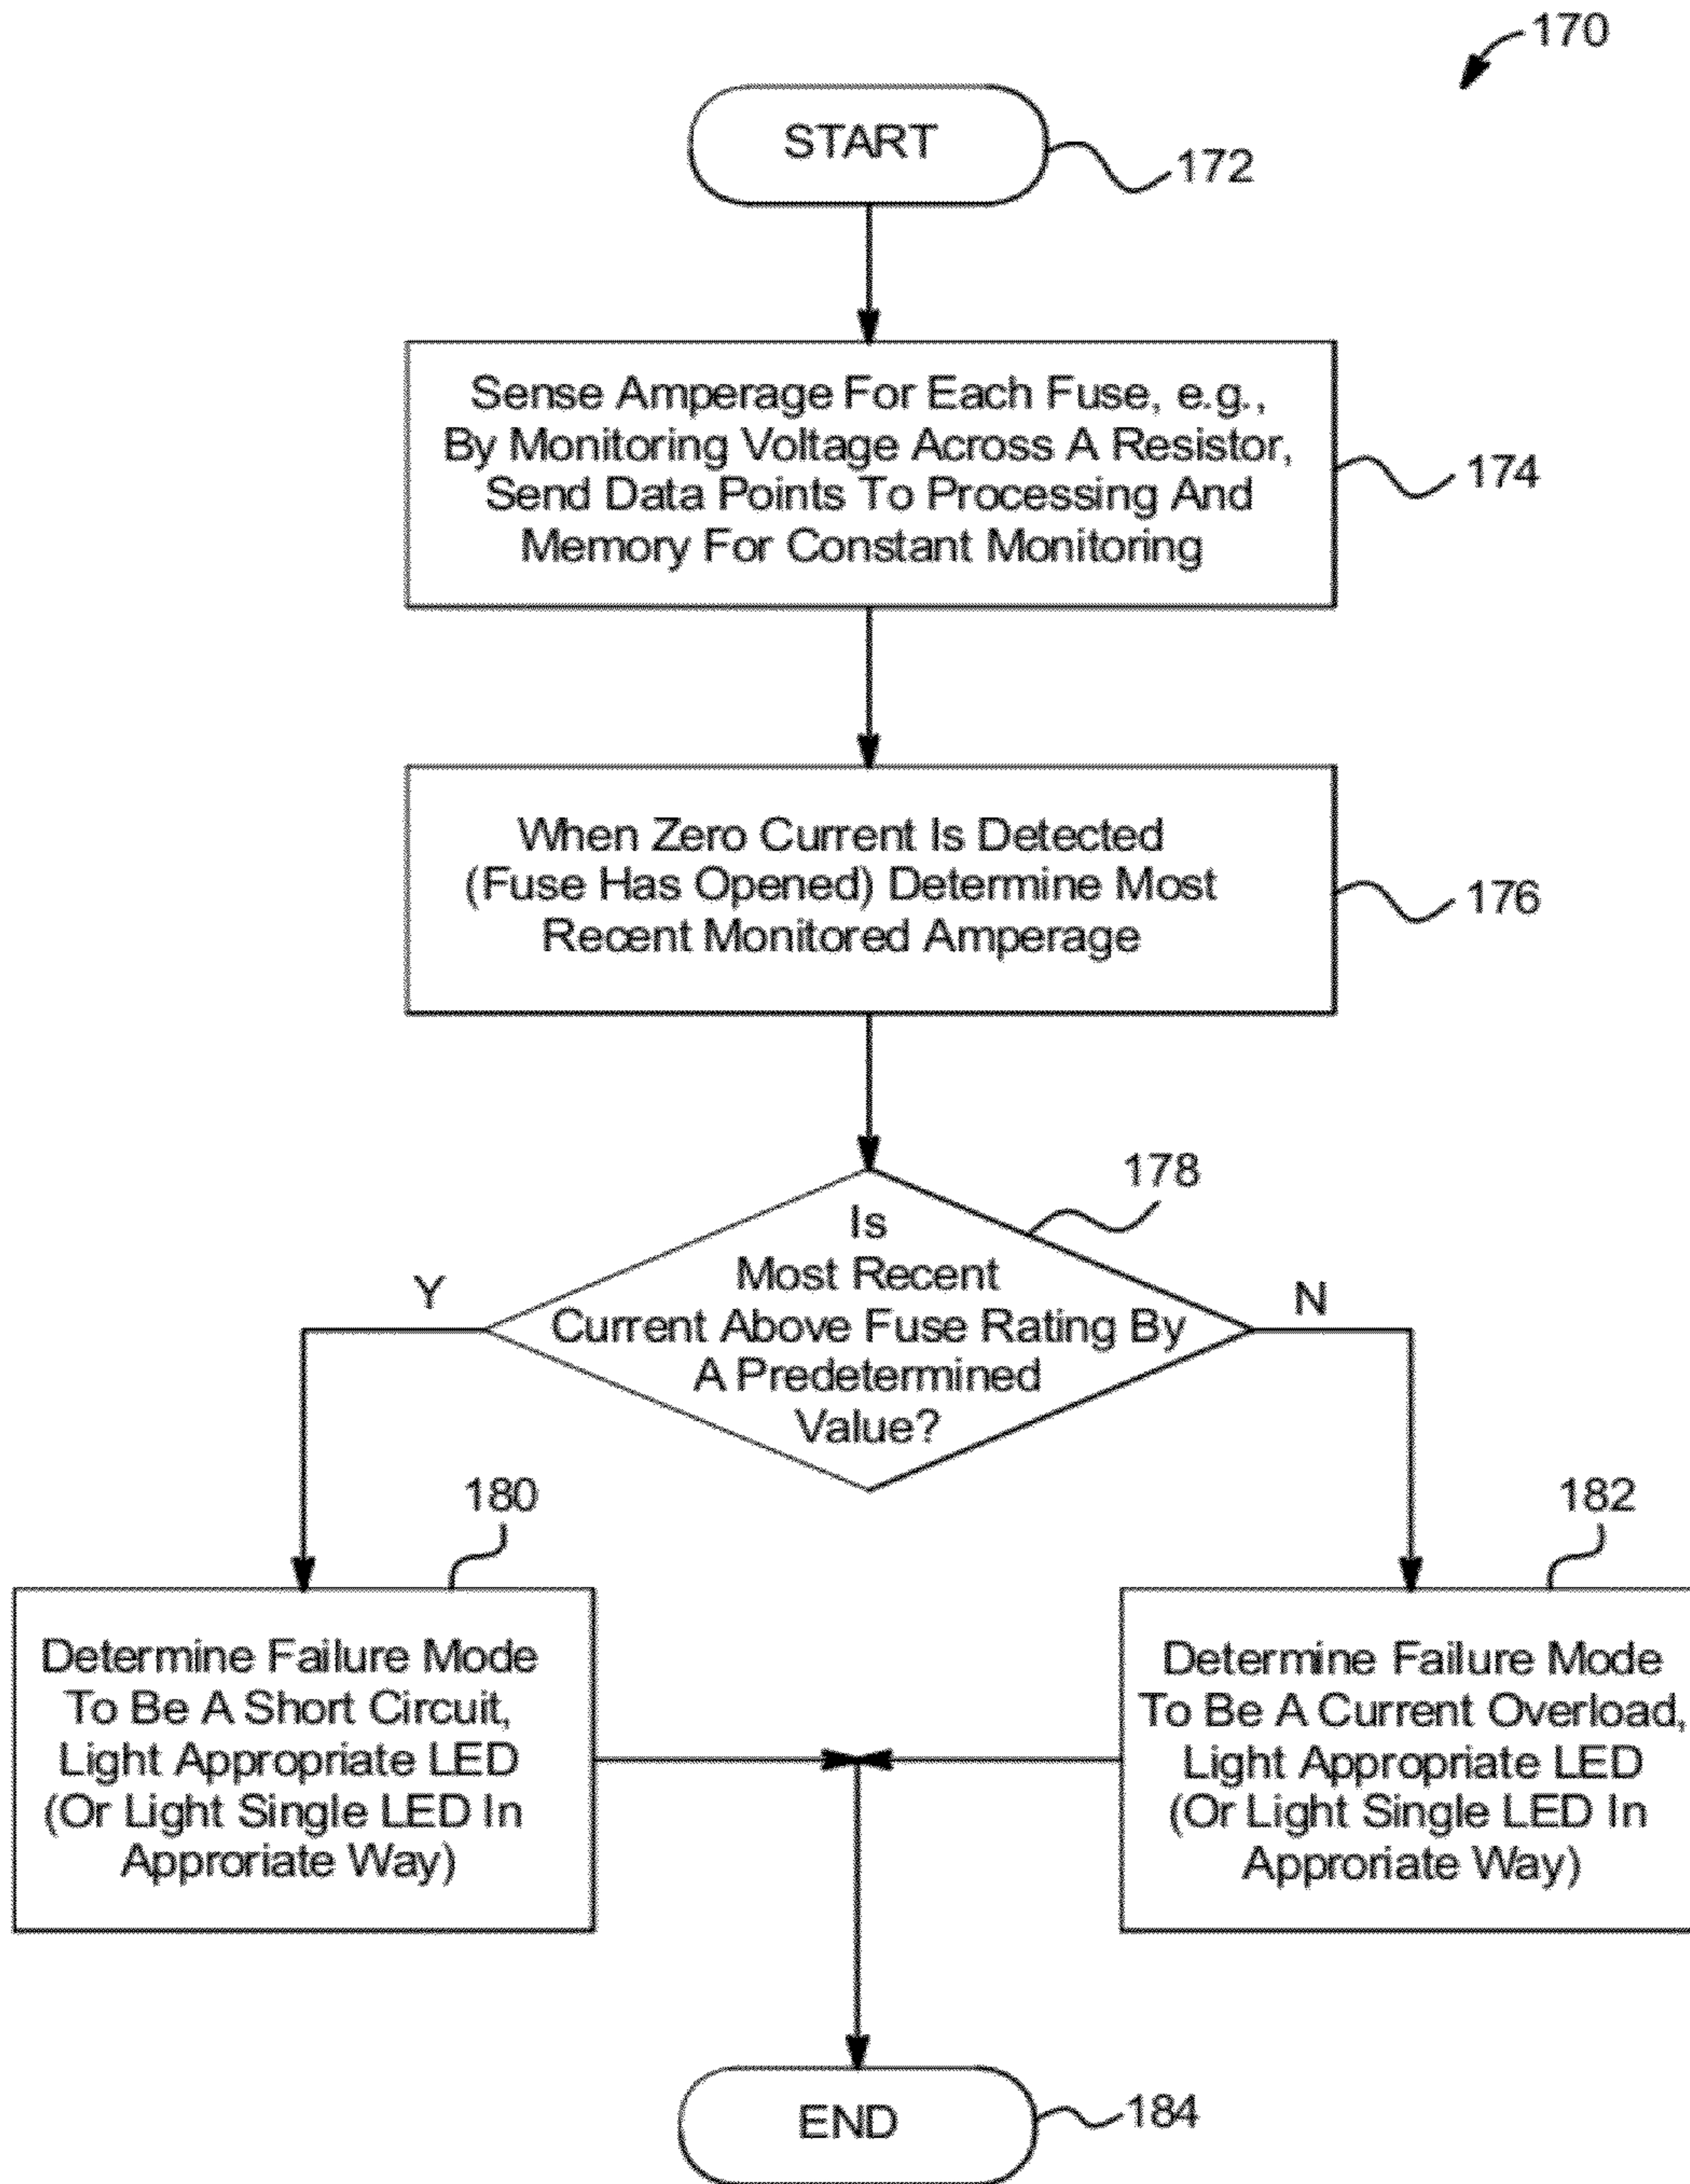 170
START
172
Sense Amperage For Each Fuse, e.g.,
By Monitoring Voltage Across A Resistor,
Send Data Points To Processing And
Memory For Constant Monitoring
174
When Zero Current Is Detected
(Fuse Has Opened) Determine Most
Recent Monitored Amperage
176
178
Is
Most Recent
Current Above Fuse Rating By
A Predetermined
Value?
Y
N
180
Determine Failure Mode
To Be A Short Circuit,
Light Appropriate LED
(Or Light Single LED In
Approriate Way)
182
Determine Failure Mode
To Be A Current Overload,
Light Appropriate LED
(Or Light Single LED In
Approriate Way)
END
184